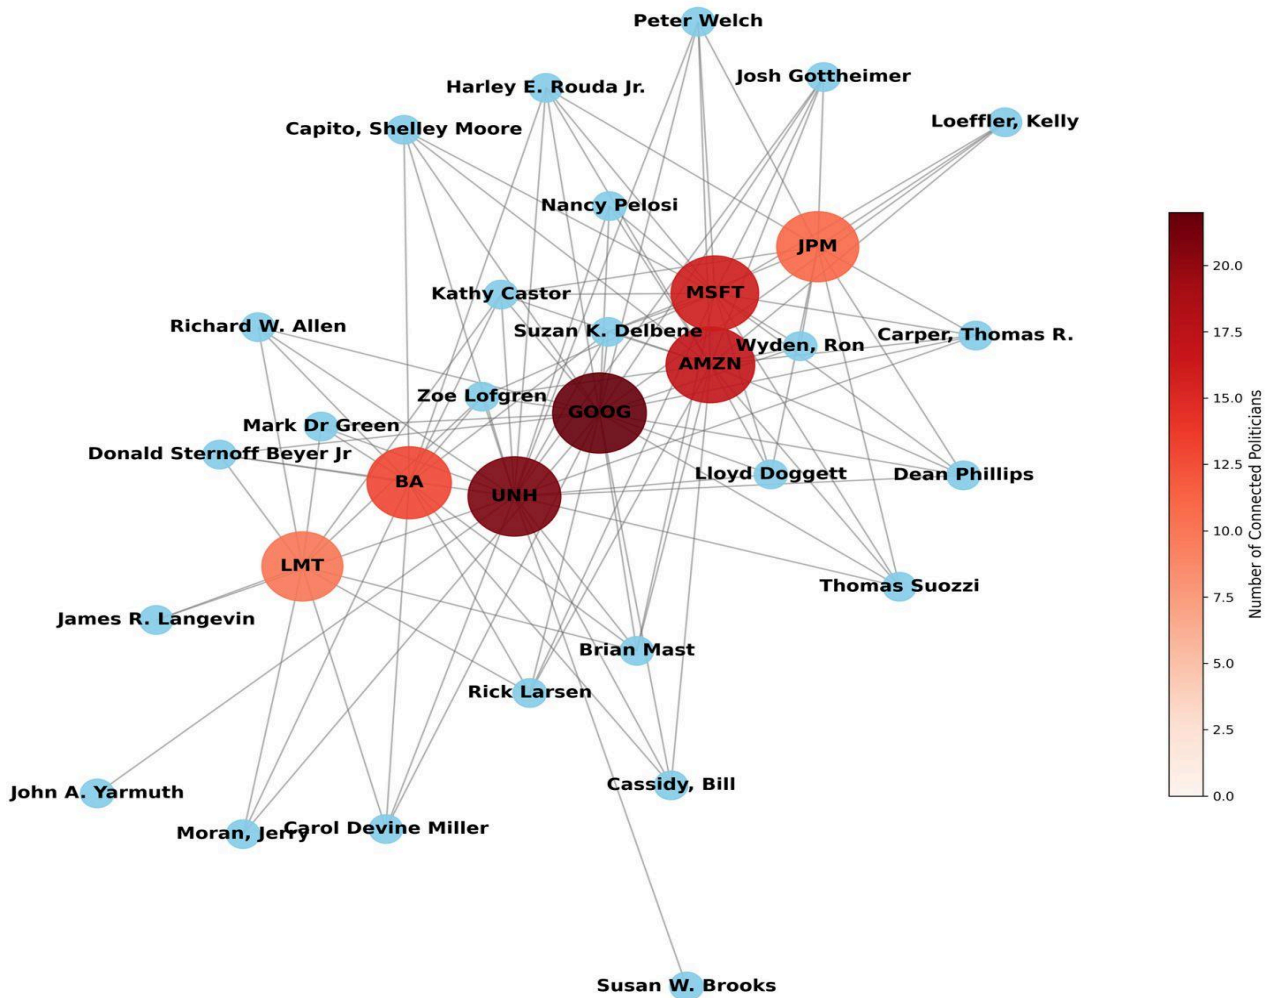 Peter Welch
Josh Gottheimer
Harley E. Rouda Jr.
Loeffler, Kelly
Capito, Shelley Moore
Nancy Pelosi
JPM
MSFT
Kathy Castor
Richard W. Allen
Suzan K. Delbene
Wyden, Ron
Carper, Thomas R.
AMZN
Zoe Lofgren
GOOG
Mark Dr Green
Donald Sternoff Beyer Jr
Lloyd Doggett
Dean Phillips
BA
UNH
LMT
Thomas Suozzi
James R. Langevin
Brian Mast
Rick Larsen
Cassidy, Bill
John A. Yarmuth
Moran, Jerry
Carol Devine Miller
Susan W. Brooks
20.0
17.5
15.0
12.5
10.0
7.5
5.0
2.5
0.0
Number of Connected Politicians